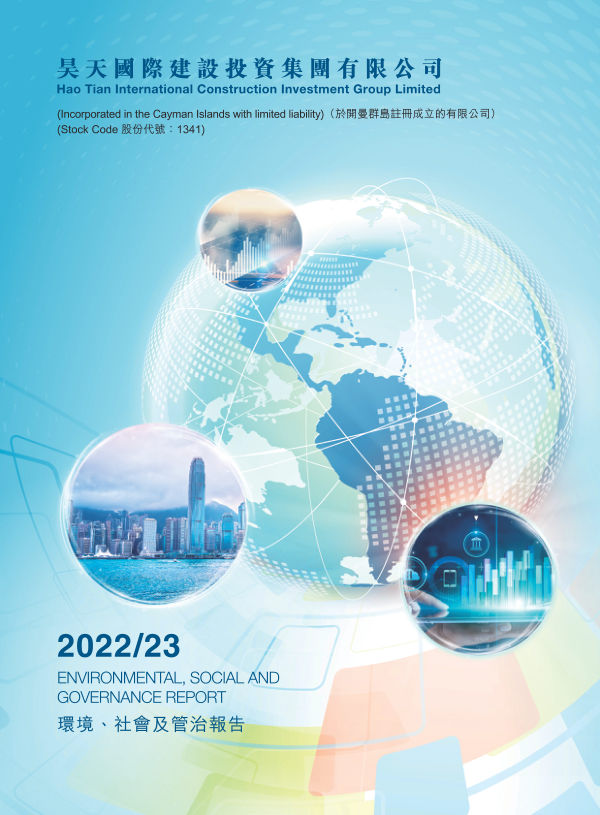 昊天國際建設投資集團有限公司
Hao Tian International Construction Investment Group Limited
(Incorporated in the Cayman Islands with limited liability)（於開曼群島註冊成立的有限公司）
(Stock Code 股份代號：1341)
2022/23
ENVIRONMENTAL, SOCIAL AND
GOVERNANCE REPORT
環境、社會及管治報告